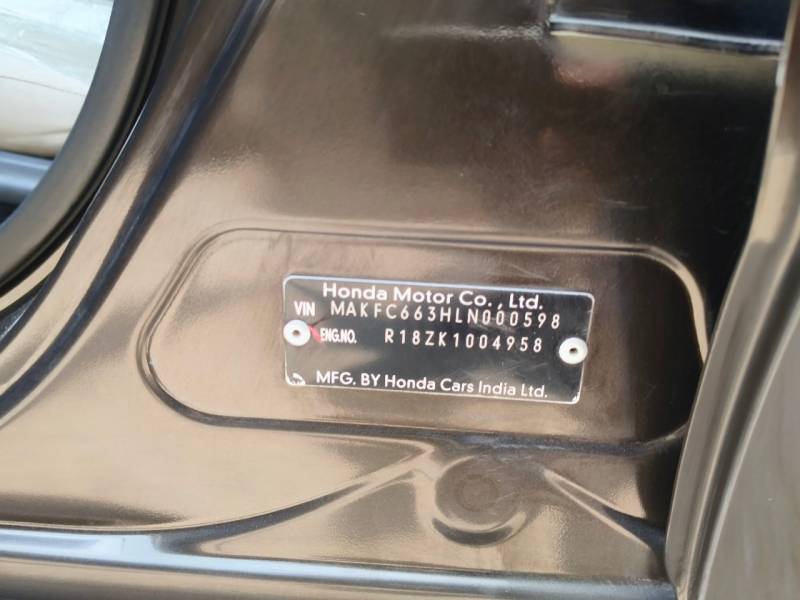 Honda Motor Co., Ltd.
VIN MAKFC663HLN000598
ENG.NO. R18ZK1004958
MFG. BY Honda Cars India Ltd.